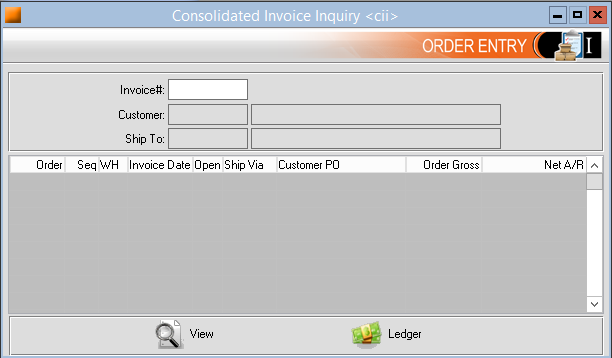 Consolidated Invoice Inquiry <cii>
ORDER ENTRY I
Invoice#:
Customer:
Ship To:
Order Seq WH Invoice Date Open Ship Via Customer PO Order Gross Net A/R
View Ledger